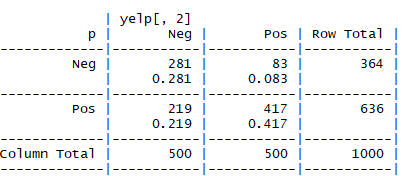 | yelp[, 2]
p | Neg | Pos | Row Total |
-------------|-----------|-----------|-----------|
Neg | 281 | 83 | 364 |
| 0.281 | 0.083 | |
-------------|-----------|-----------|-----------|
Pos | 219 | 417 | 636 |
| 0.219 | 0.417 | |
-------------|-----------|-----------|-----------|
Column Total | 500 | 500 | 1000 |
-------------|-----------|-----------|-----------|